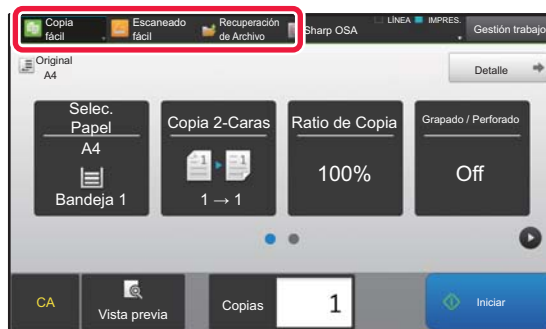 Copia
fácil
Escaneado
fácil
Recuperación
de Archivo
Sharp OSA
LÍNEA
IMPRES.
Gestión trabajo
Original
A4
Detalle
Selec.
Papel
A4
Bandeja 1
Copia 2-Caras
1
1
1 → 1
Ratio de Copia
100%
Grapado / Perforado
Off
CA
Vista previa
Copias
1
Iniciar